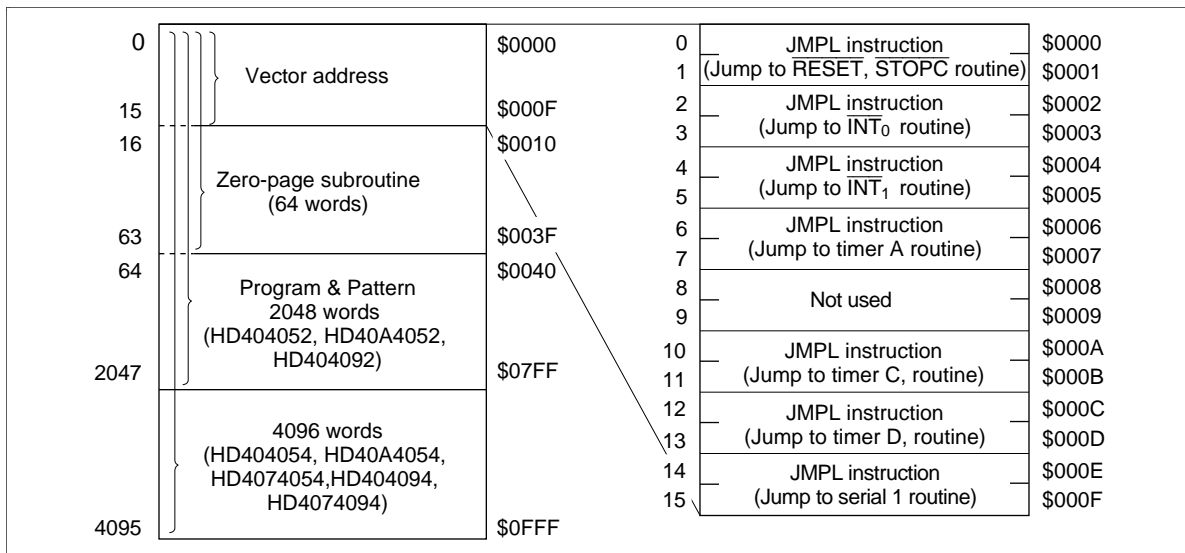 0
$0000
Vector address
15
$000F
16
$0010
Zero-page subroutine
(64 words)
63
$003F
64
$0040
Program & Pattern
2048 words
(HD404052, HD40A4052,
HD404092)
2047
$07FF
4096 words
(HD404054, HD40A4054,
HD4074054,HD404094,
HD4074094)
4095
$0FFF
0
JMPL instruction
$0000
1
(Jump to RESET, STOPC routine)
$0001
2
JMPL instruction
$0002
3
(Jump to INT0 routine)
$0003
4
JMPL instruction
$0004
5
(Jump to INT1 routine)
$0005
6
JMPL instruction
$0006
7
(Jump to timer A routine)
$0007
8
Not used
$0008
9
$0009
10
JMPL instruction
$000A
11
(Jump to timer C, routine)
$000B
12
JMPL instruction
$000C
13
(Jump to timer D, routine)
$000D
14
JMPL instruction
$000E
15
(Jump to serial 1 routine)
$000F